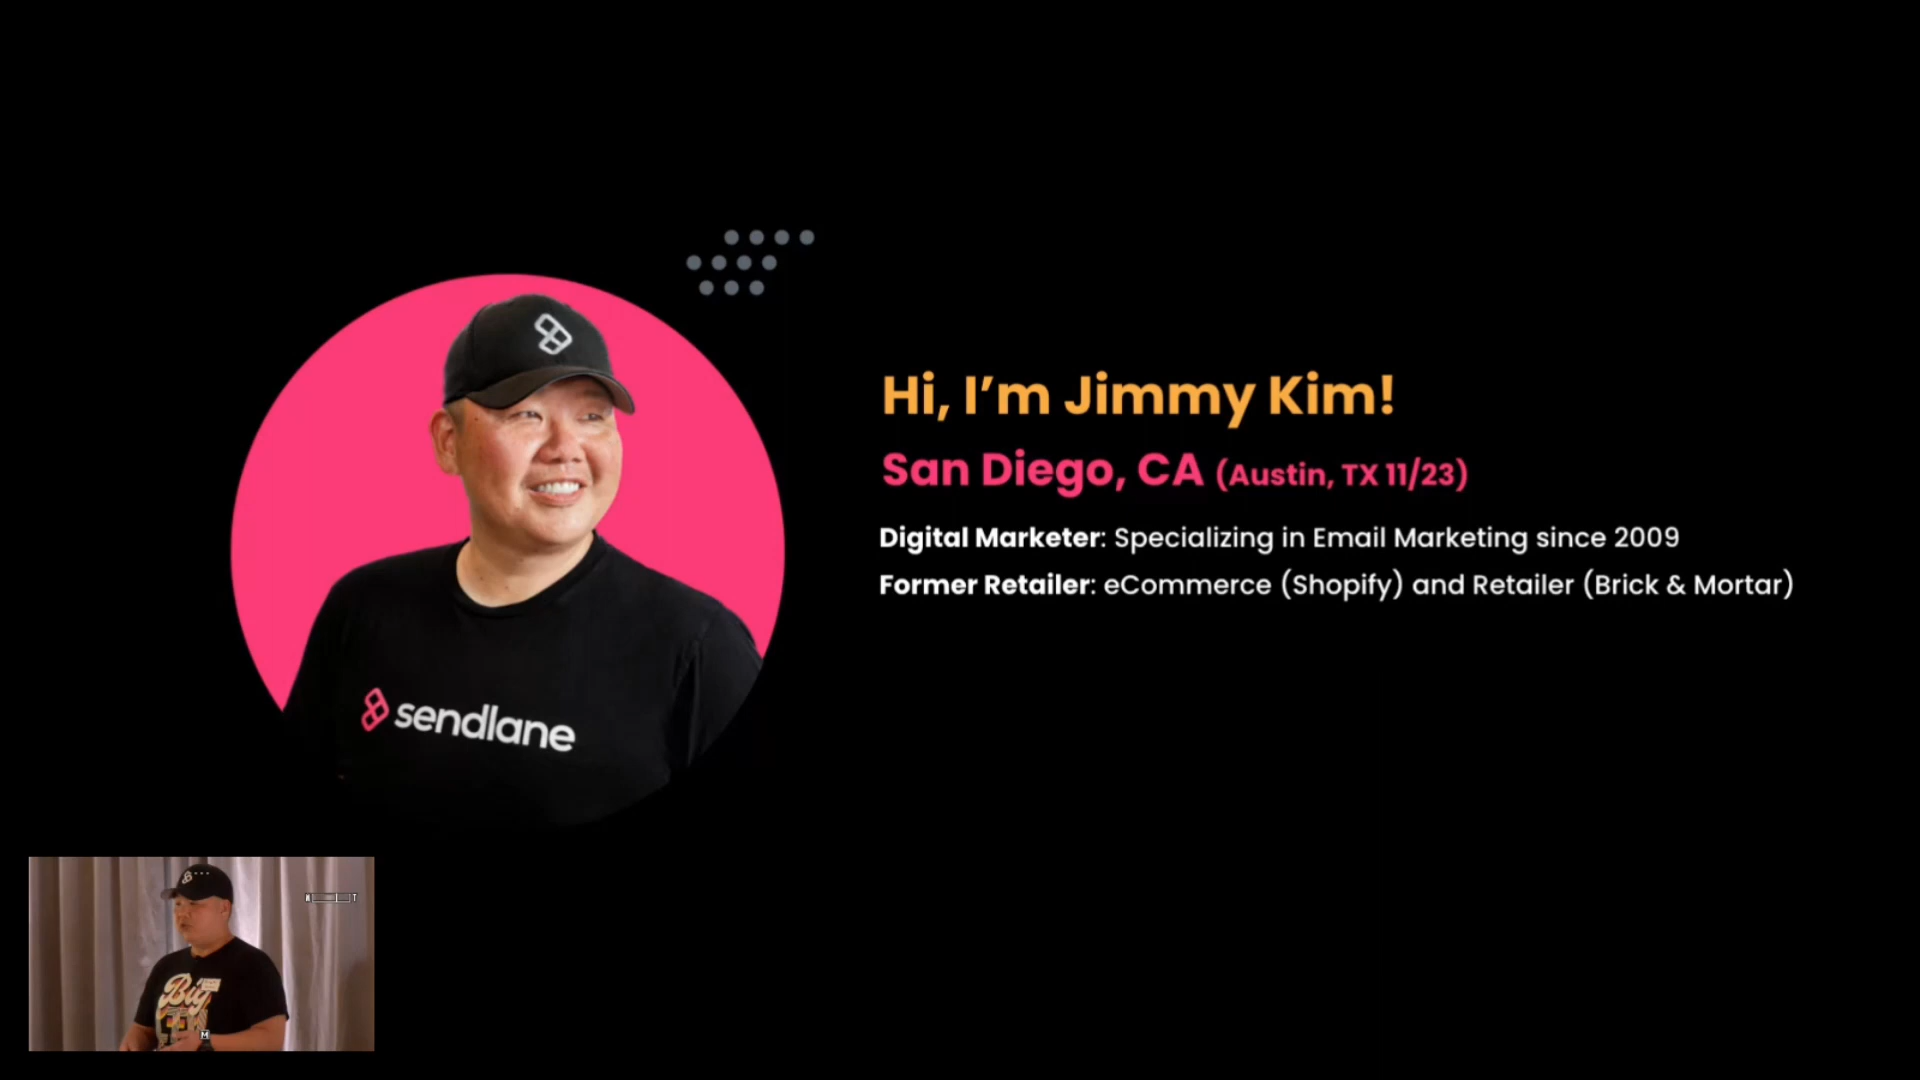 Hi, I’m Jimmy Kim!
San Diego, CA (Austin, TX 11/23)
Digital Marketer: Specializing in Email Marketing since 2009
Former Retailer: eCommerce (Shopify) and Retailer (Brick & Mortar)
sendlane
Big